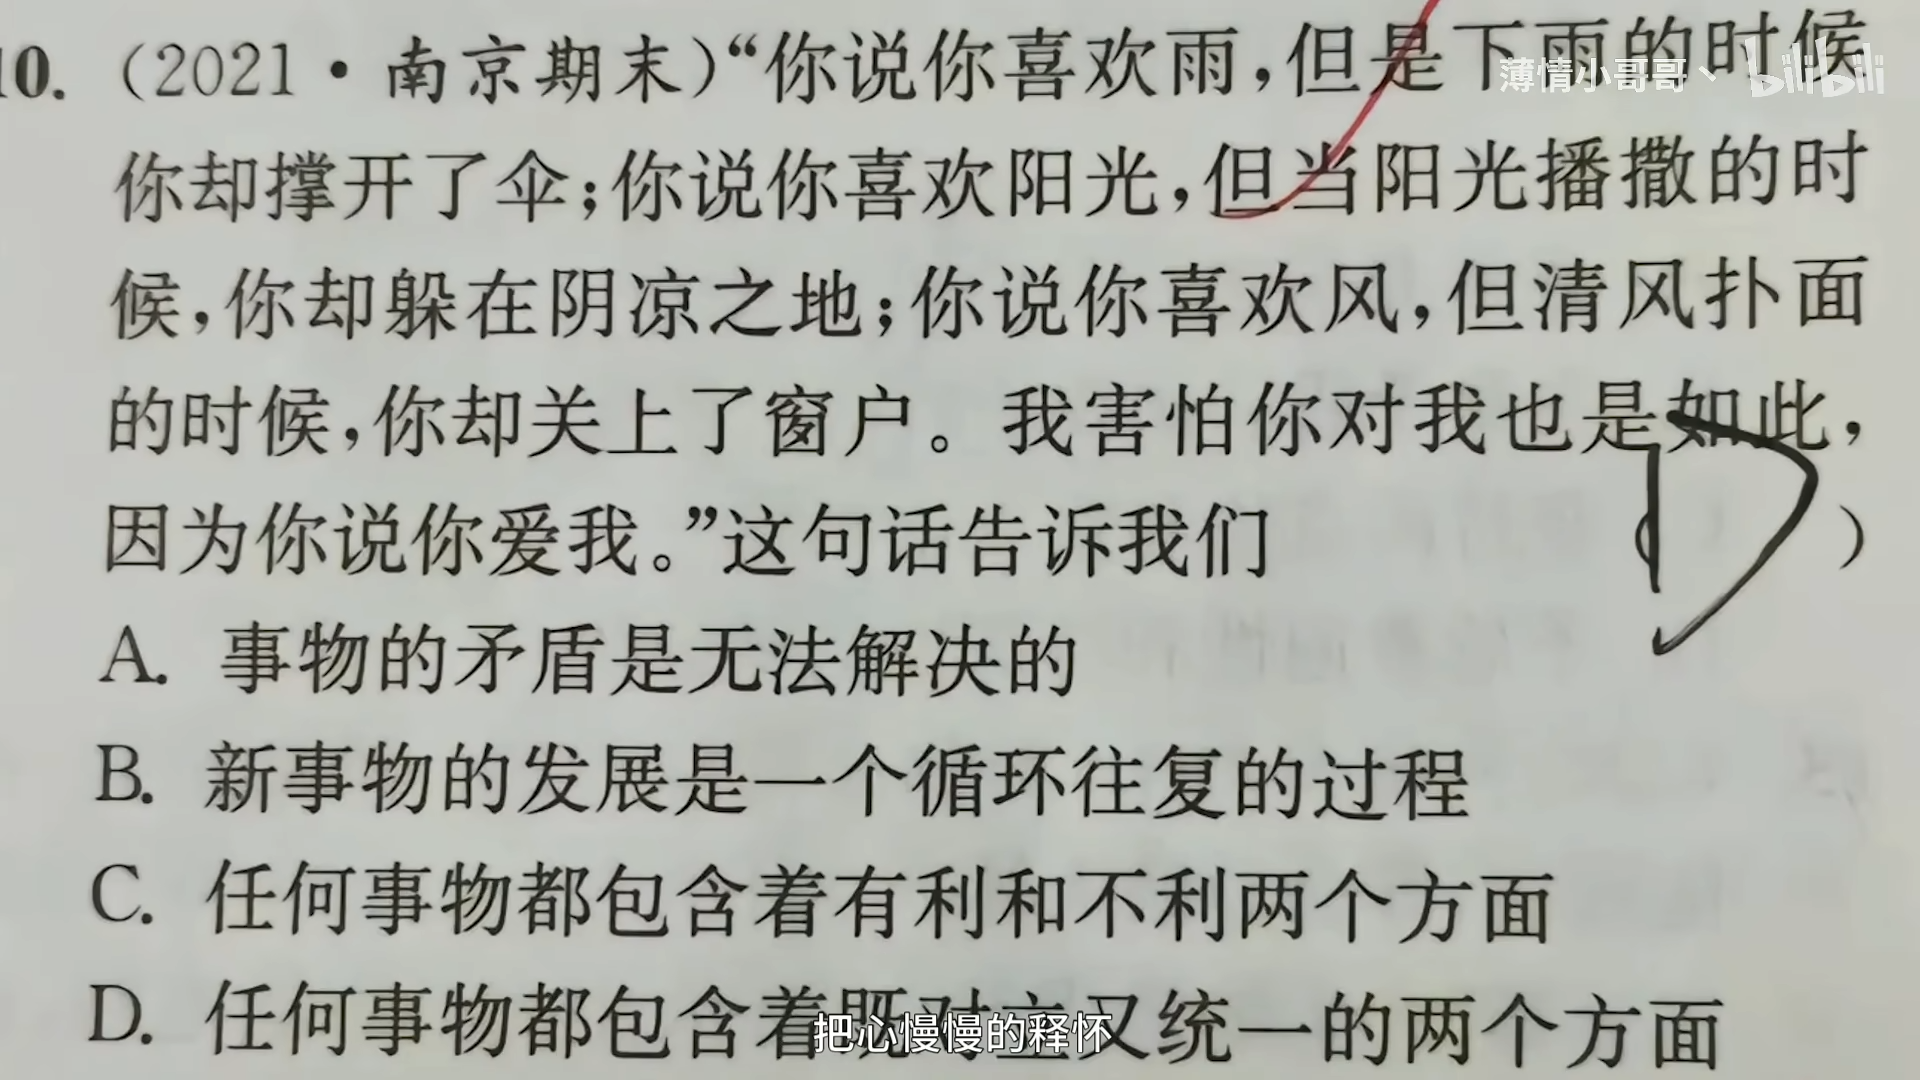 10. (2021·南京期末)“你说你喜欢雨,但是下雨的时候
薄情小哥哥丶 bilibili
你却撑开了伞;你说你喜欢阳光,但当阳光播撒的时
候,你却躲在阴凉之地;你说你喜欢风,但清风扑面
的时候,你却关上了窗户。我害怕你对我也是如此,
因为你说你爱我。”这句话告诉我们 ( D )
A. 事物的矛盾是无法解决的
B. 新事物的发展是一个循环往复的过程
C. 任何事物都包含着有利和不利两个方面
D. 任何事物都包含着既对立又统一的两个方面
把心慢慢的释怀